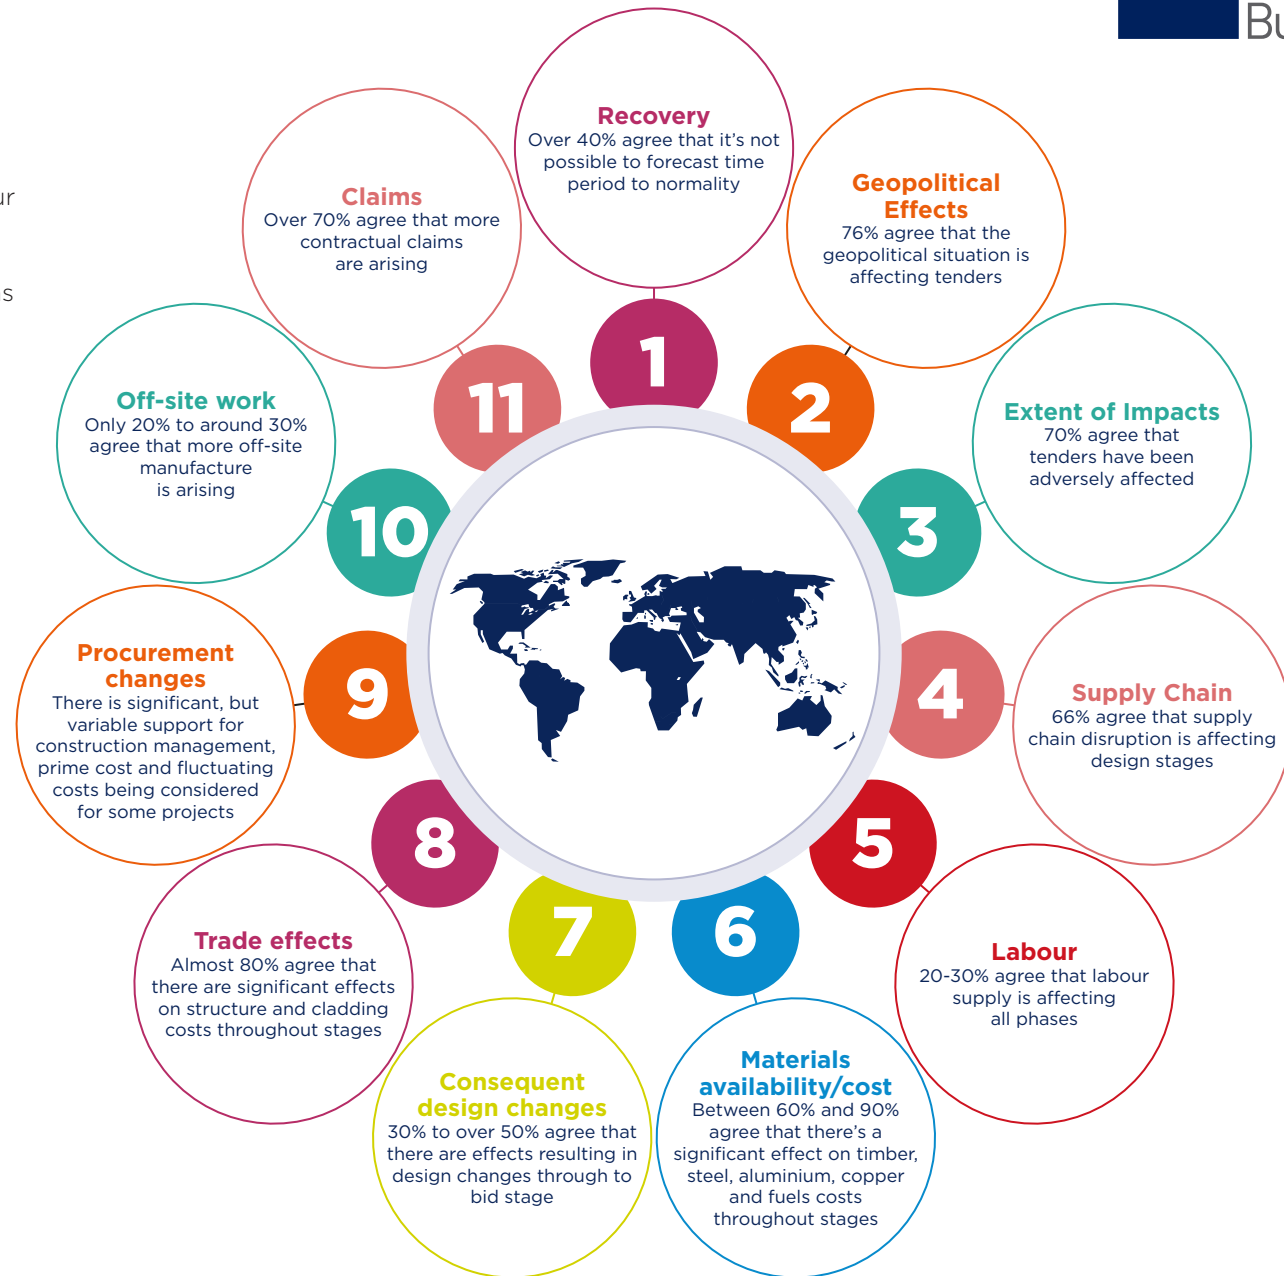 Bu
ur
as
Recovery
Over 40% agree that it’s not
possible to forecast time
period to normality
1
Geopolitical
Effects
76% agree that the
geopolitical situation is
affecting tenders
2
Extent of Impacts
70% agree that
tenders have been
adversely affected
3
Supply Chain
66% agree that supply
chain disruption is affecting
design stages
4
Labour
20-30% agree that labour
supply is affecting
all phases
5
Materials
availability/cost
Between 60% and 90%
agree that there’s a
significant effect on timber,
steel, aluminium, copper
and fuels costs
throughout stages
6
Consequent
design changes
30% to over 50% agree that
there are effects resulting in
design changes through to
bid stage
7
Trade effects
Almost 80% agree that
there are significant effects
on structure and cladding
costs throughout stages
8
Procurement
changes
There is significant, but
variable support for
construction management,
prime cost and fluctuating
costs being considered
for some projects
9
Off-site work
Only 20% to around 30%
agree that more off-site
manufacture
is arising
10
Claims
Over 70% agree that more
contractual claims
are arising
11